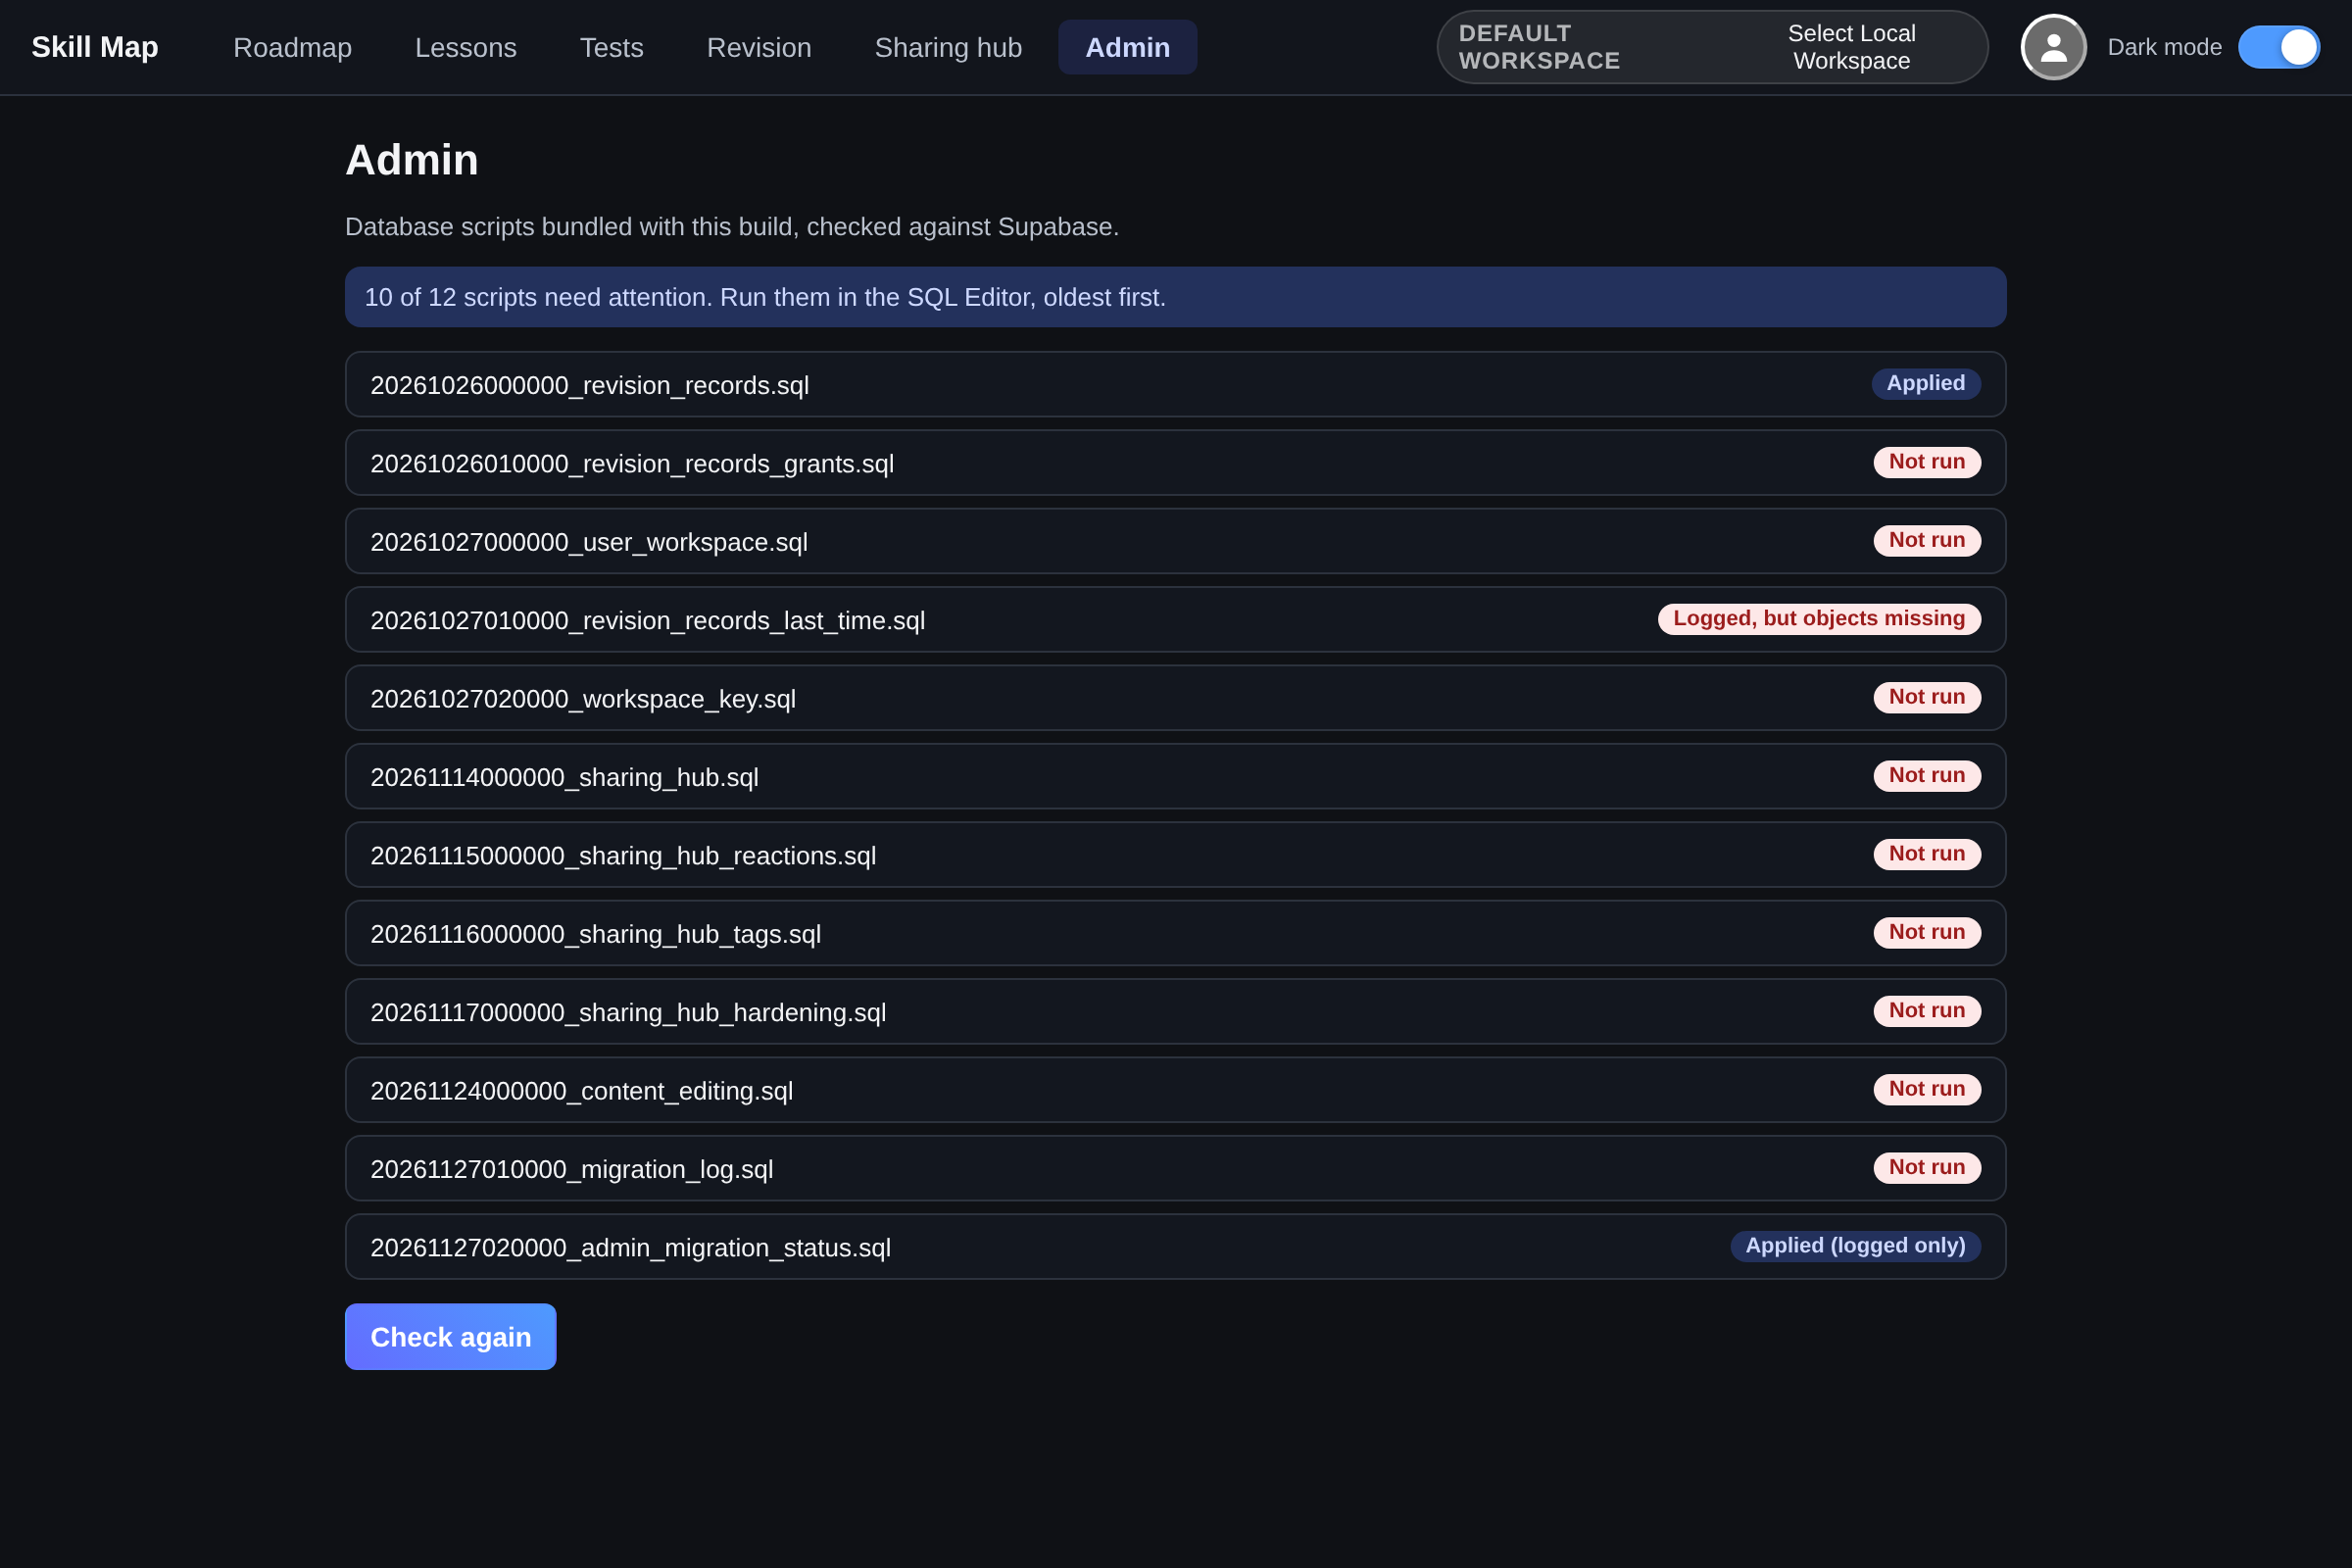 Skill Map
Roadmap
Lessons
Tests
Revision
Sharing hub
Admin
DEFAULT
WORKSPACE
Select Local
Workspace
Dark mode
Admin
Database scripts bundled with this build, checked against Supabase.
10 of 12 scripts need attention. Run them in the SQL Editor, oldest first.
20261026000000_revision_records.sql Applied
20261026010000_revision_records_grants.sql Not run
20261027000000_user_workspace.sql Not run
20261027010000_revision_records_last_time.sql Logged, but objects missing
20261027020000_workspace_key.sql Not run
20261114000000_sharing_hub.sql Not run
20261115000000_sharing_hub_reactions.sql Not run
20261116000000_sharing_hub_tags.sql Not run
20261117000000_sharing_hub_hardening.sql Not run
20261124000000_content_editing.sql Not run
20261127010000_migration_log.sql Not run
20261127020000_admin_migration_status.sql Applied (logged only)
Check again